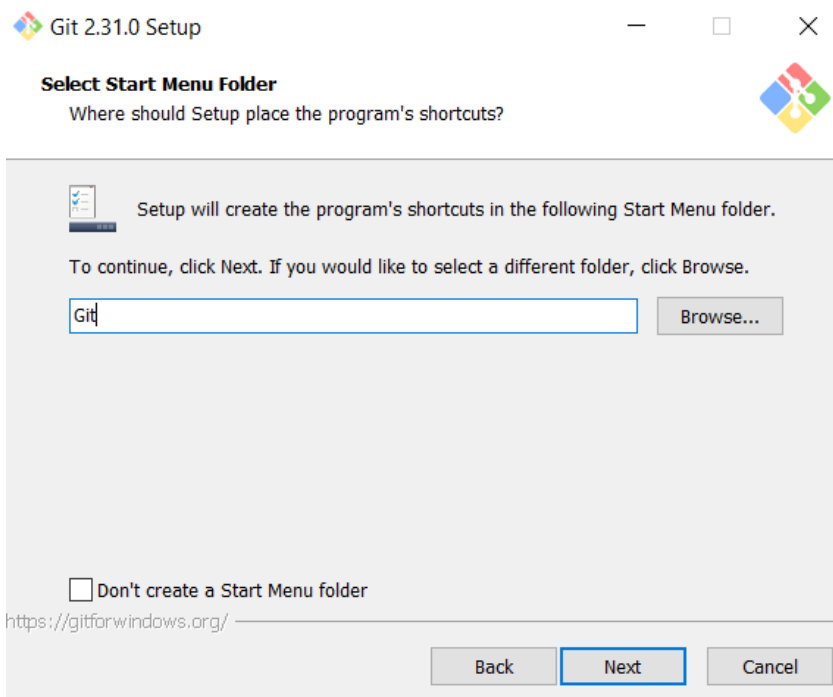 Git 2.31.0 Setup
Select Start Menu Folder
Where should Setup place the program's shortcuts?
Setup will create the program's shortcuts in the following Start Menu folder.
To continue, click Next. If you would like to select a different folder, click Browse.
Git
Browse...
Don't create a Start Menu folder
https://gitforwindows.org/
Back
Next
Cancel